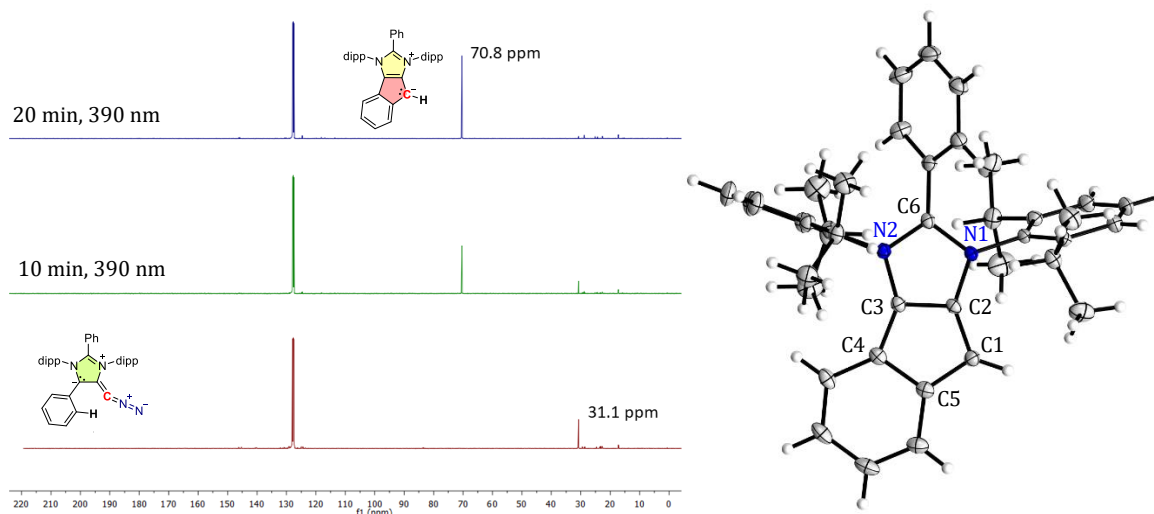 Ph
dipp
N
+
N
dipp
C
−
H
70.8 ppm
20 min, 390 nm
10 min, 390 nm
Ph
dipp
N
+
N
dipp
−
C
N
+
N
−
H
31.1 ppm
220 210 200 190 180 170 160 150 140 130 120 110 100 90 80 70 60 50 40 30 20 10 0
f1 (ppm)
C6
N2
N1
C3
C2
C4
C1
C5